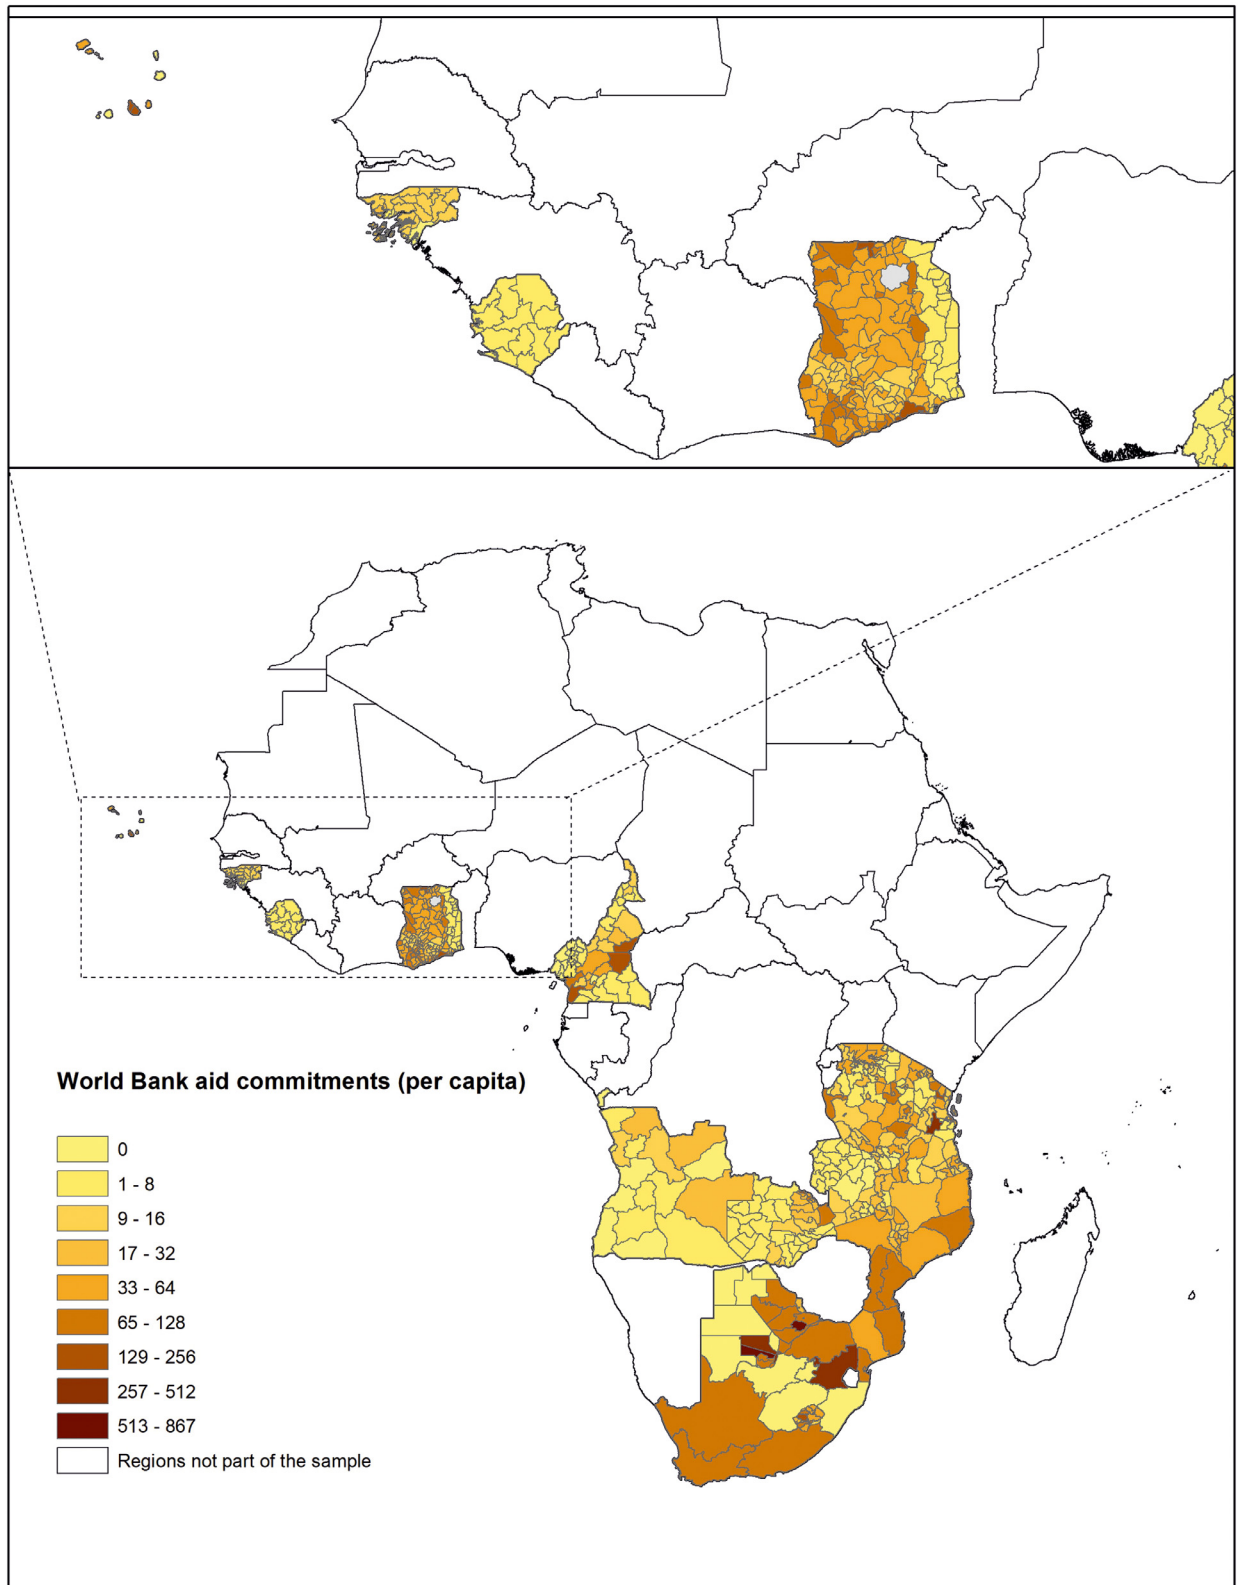 World Bank aid commitments (per capita)
0
1 - 8
9 - 16
17 - 32
33 - 64
65 - 128
129 - 256
257 - 512
513 - 867
Regions not part of the sample